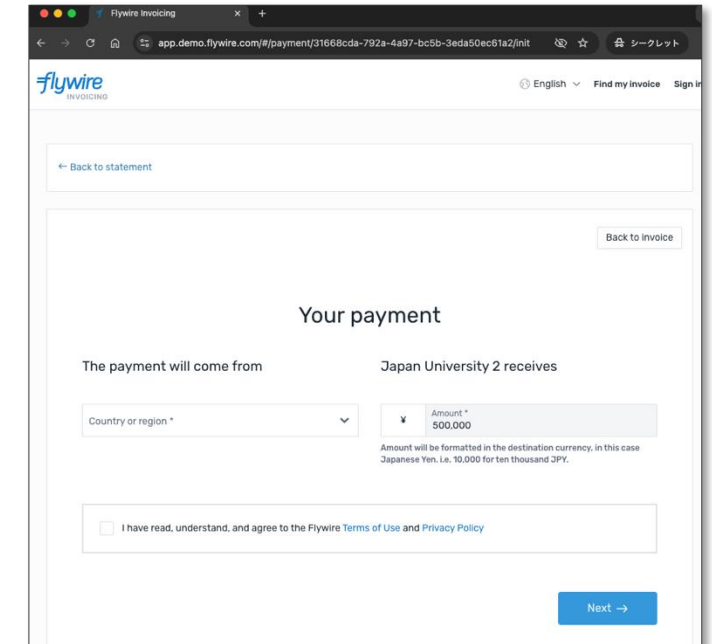 Flywire Invoicing
app.demo.flywire.com/#/payment/31668cda-792a-4a97-bc5b-3eda50ec61a2/init
シークレット
flywire
INVOICING
English
Find my invoice
Sign in
← Back to statement
Back to invoice
Your payment
The payment will come from
Japan University 2 receives
Country or region *
¥
Amount *
500,000
Amount will be formatted in the destination currency, in this case
Japanese Yen. i.e. 10,000 for ten thousand JPY.
I have read, understand, and agree to the Flywire Terms of Use and Privacy Policy
Next →